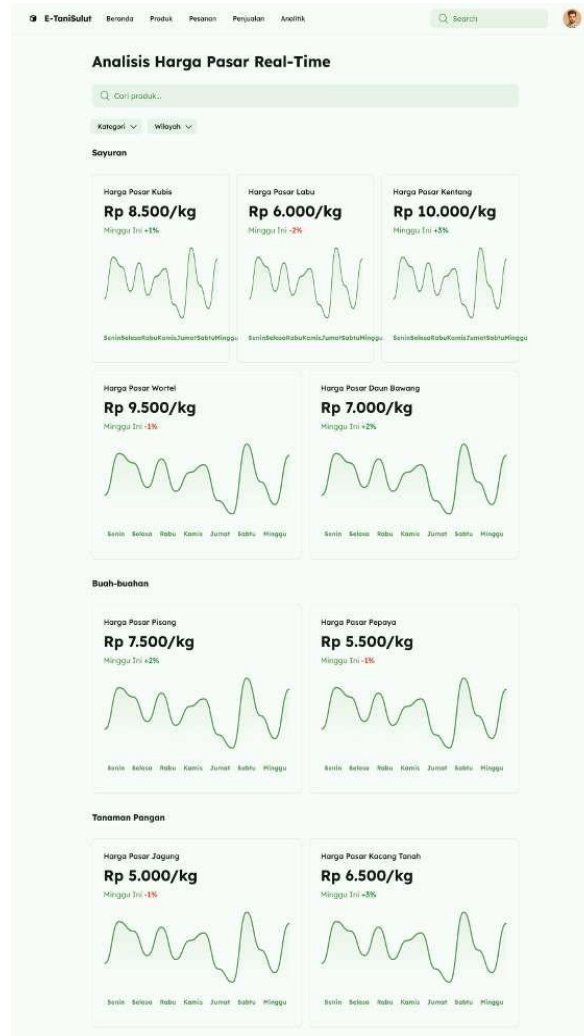 E-TaniSulut Beranda Produk Pesanan Penjualan Analitik Search
Analisis Harga Pasar Real-Time
Cari produk...
Kategori Wilayah
Sayuran
Harga Pasar Kubis
Rp 8.500/kg
Minggu Ini +1%
SeninSelasaRabuKamisJumatSabtuMinggu
Harga Pasar Labu
Rp 6.000/kg
Minggu Ini -2%
SeninSelasaRabuKamisJumatSabtuMinggu
Harga Pasar Kentang
Rp 10.000/kg
Minggu Ini +3%
SeninSelasaRabuKamisJumatSabtuMinggu
Harga Pasar Wortel
Rp 9.500/kg
Minggu Ini -1%
Senin Selasa Rabu Kamis Jumat Sabtu Minggu
Harga Pasar Daun Bawang
Rp 7.000/kg
Minggu Ini +2%
Senin Selasa Rabu Kamis Jumat Sabtu Minggu
Buah-buahan
Harga Pasar Pisang
Rp 7.500/kg
Minggu Ini +2%
Senin Selasa Rabu Kamis Jumat Sabtu Minggu
Harga Pasar Pepaya
Rp 5.500/kg
Minggu Ini -1%
Senin Selasa Rabu Kamis Jumat Sabtu Minggu
Tanaman Pangan
Harga Pasar Jagung
Rp 5.000/kg
Minggu Ini -1%
Senin Selasa Rabu Kamis Jumat Sabtu Minggu
Harga Pasar Kacang Tanah
Rp 6.500/kg
Minggu Ini +3%
Senin Selasa Rabu Kamis Jumat Sabtu Minggu